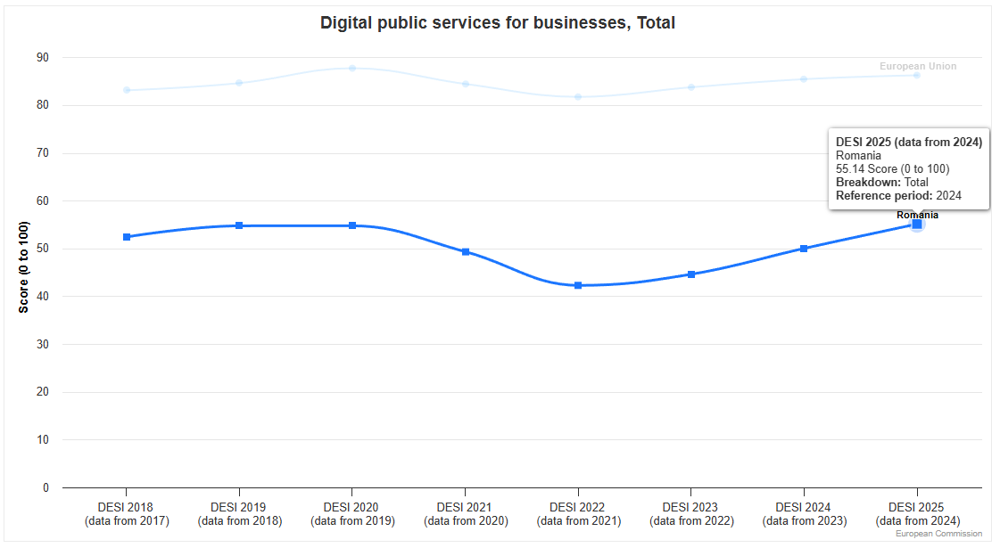 Digital public services for businesses, Total
90
80
70
60
50
40
30
20
10
0
Score (0 to 100)
European Union
DESI 2025 (data from 2024)
Romania
55.14 Score (0 to 100)
Breakdown: Total
Reference period: 2024
Romania
DESI 2018
(data from 2017)
DESI 2019
(data from 2018)
DESI 2020
(data from 2019)
DESI 2021
(data from 2020)
DESI 2022
(data from 2021)
DESI 2023
(data from 2022)
DESI 2024
(data from 2023)
DESI 2025
(data from 2024)
European Commission